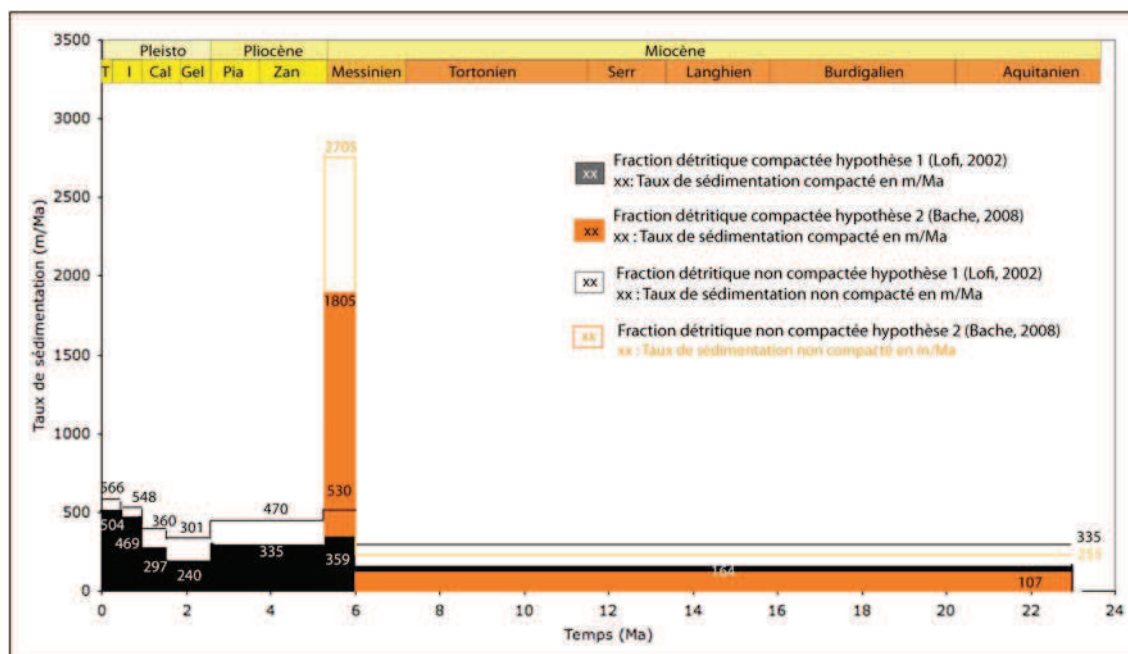 3500
Pleisto Pliocène Miocène
T I Cal Gel Pia Zan Messinien Tortonien Serr Langhien Burdigalien Aquitanien
3000
2705
Fraction détritique compactée hypothèse 1 (Lofi, 2002)
xx
xx: Taux de sédimentation compacté en m/Ma
2500
Fraction détritique compactée hypothèse 2 (Bache, 2008)
xx
xx : Taux de sédimentation compacté en m/Ma
2000
Fraction détritique non compactée hypothèse 1 (Lofi, 2002)
xx
xx : Taux de sédimentation non compacté en m/Ma
1805
Fraction détritique non compactée hypothèse 2 (Bache, 2008)
xx
xx : Taux de sédimentation non compacté en m/Ma
1500
1000
500
0
Taux de sédimentation (m/Ma)
566 548 360 301 470 530 335
504 469 297 240 335 359 164 107
0 2 4 6 8 10 12 14 16 18 20 22 24
Temps (Ma)